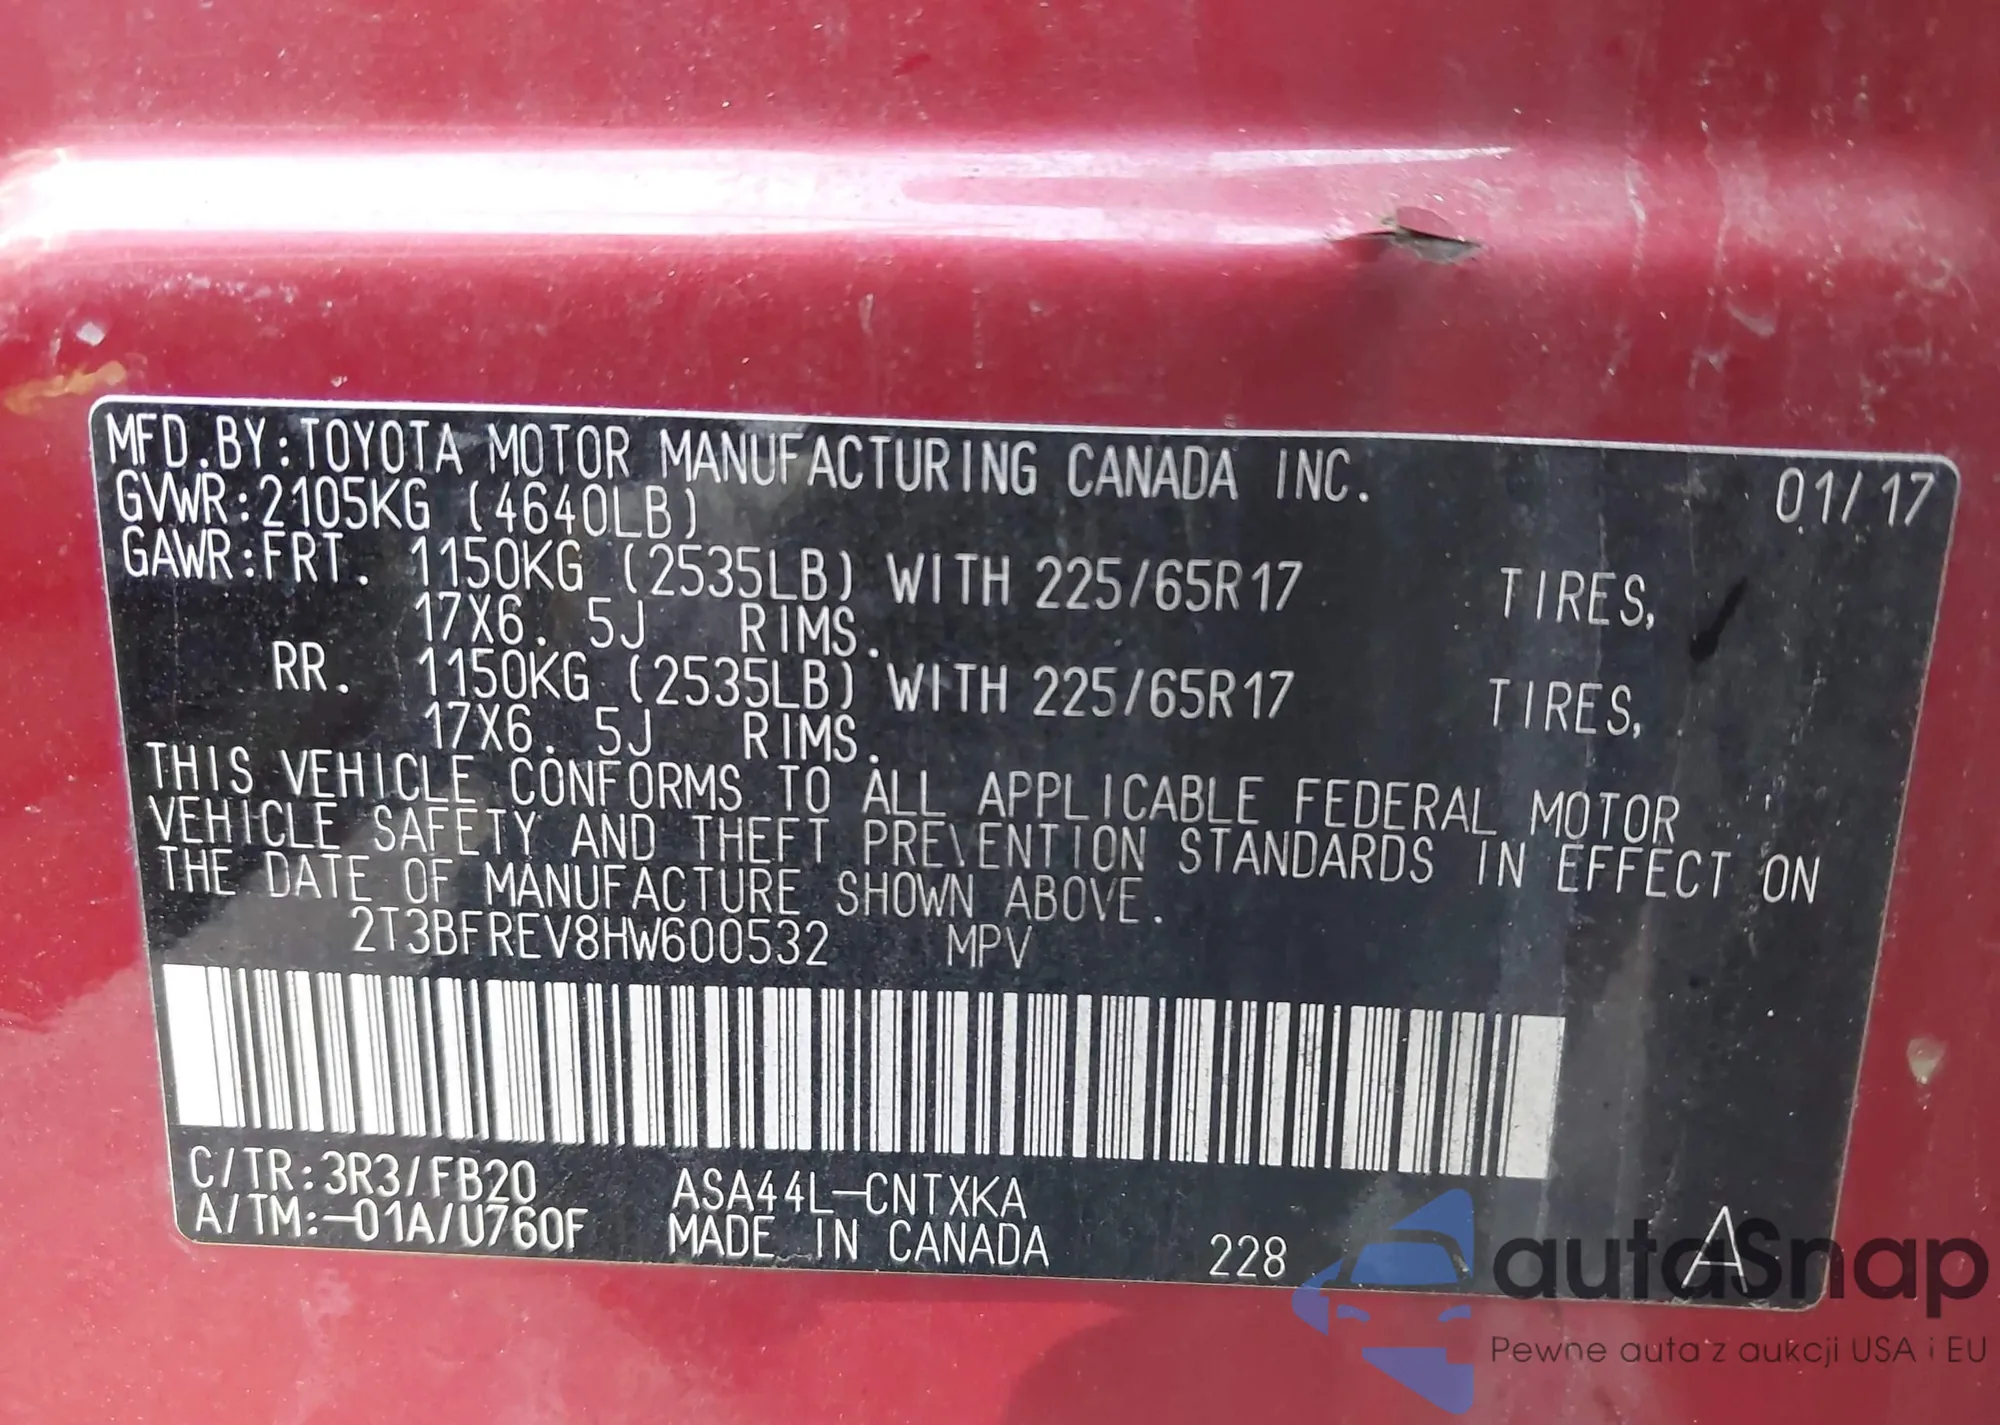 MFD.BY:TOYOTA MOTOR MANUFACTURING CANADA INC. 01/17
GVWR:2105KG (4640LB)
GAWR:FRT. 1150KG (2535LB) WITH 225/65R17 TIRES,
17X6.5J RIMS.
RR. 1150KG (2535LB) WITH 225/65R17 TIRES,
17X6.5J RIMS.
THIS VEHICLE CONFORMS TO ALL APPLICABLE FEDERAL MOTOR
VEHICLE SAFETY AND THEFT PREVENTION STANDARDS IN EFFECT ON
THE DATE OF MANUFACTURE SHOWN ABOVE.
2T3BFREV8HW600532 MPV
C/TR:3R3/FB20 ASA44L-CNTXKA
A/TM:-01A/U760F MADE IN CANADA 228 A
autaSnap
Pewne auta z aukcji USA i EU